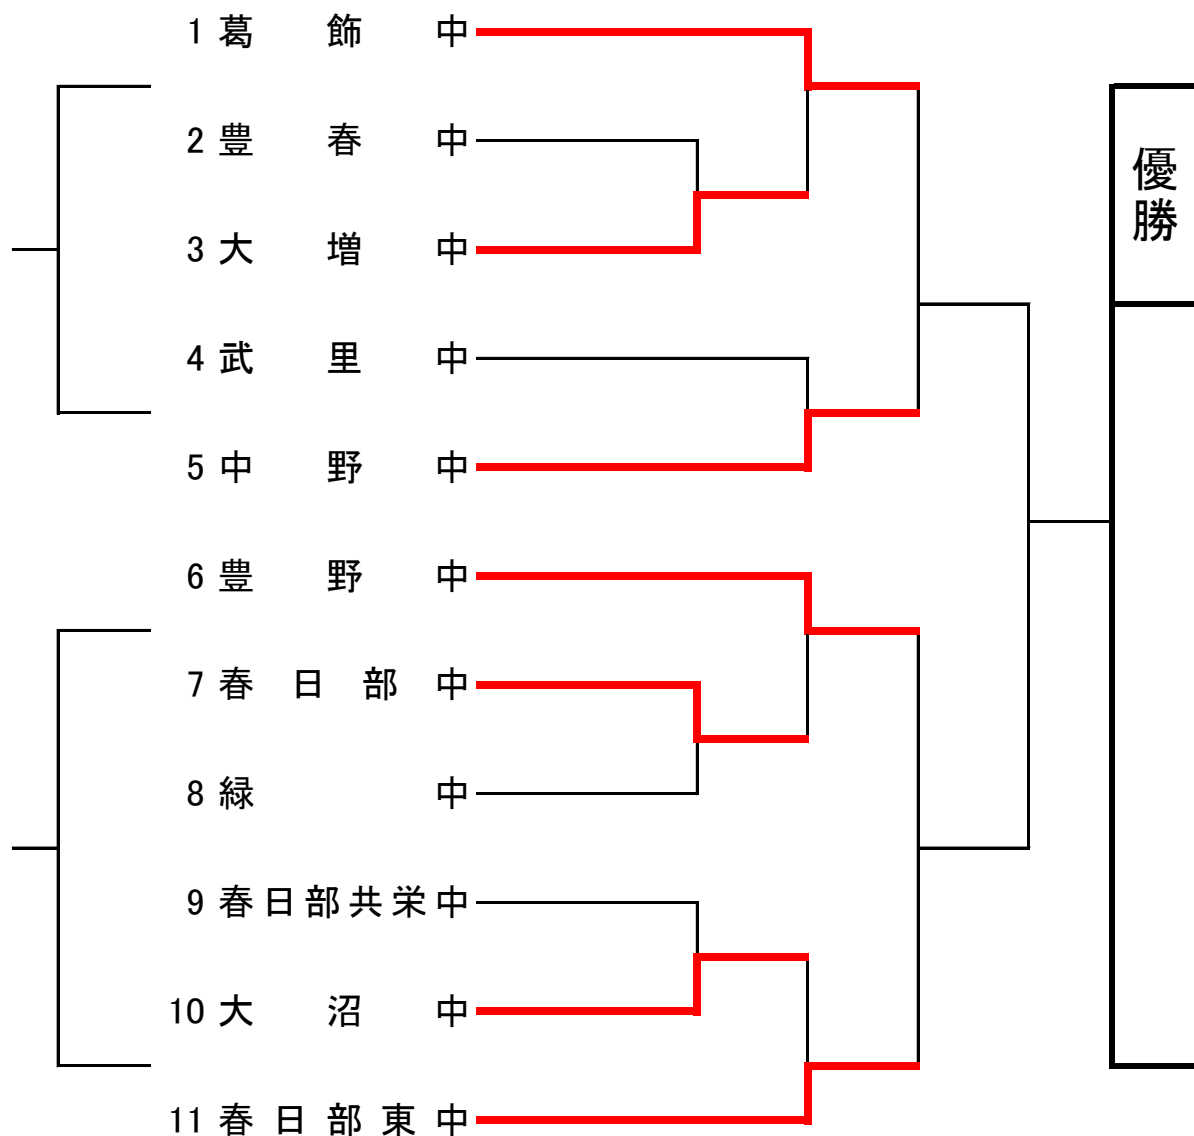 1 葛飾中
2 豊春中
3 大増中
4 武里中
5 中野中
6 豊野中
7 春日部中
8 緑中
9 春日部共栄中
10 大沼中
11 春日部東中
優勝